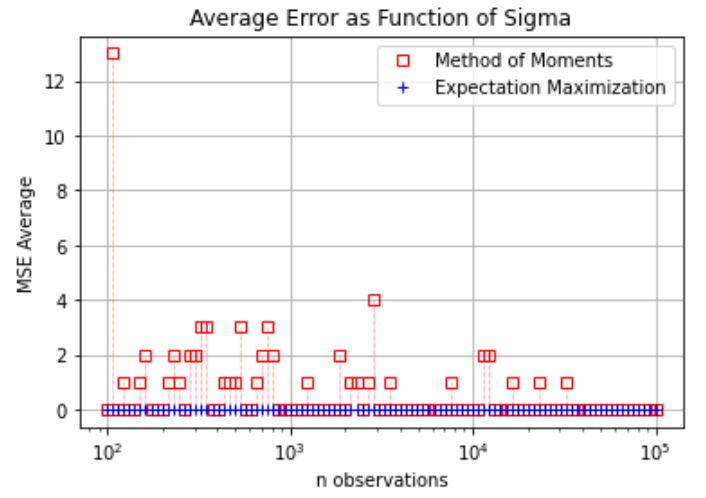 Average Error as Function of Sigma
Method of Moments
Expectation Maximization
MSE Average
12
10
8
6
4
2
0
10²
10³
10⁴
10⁵
n observations